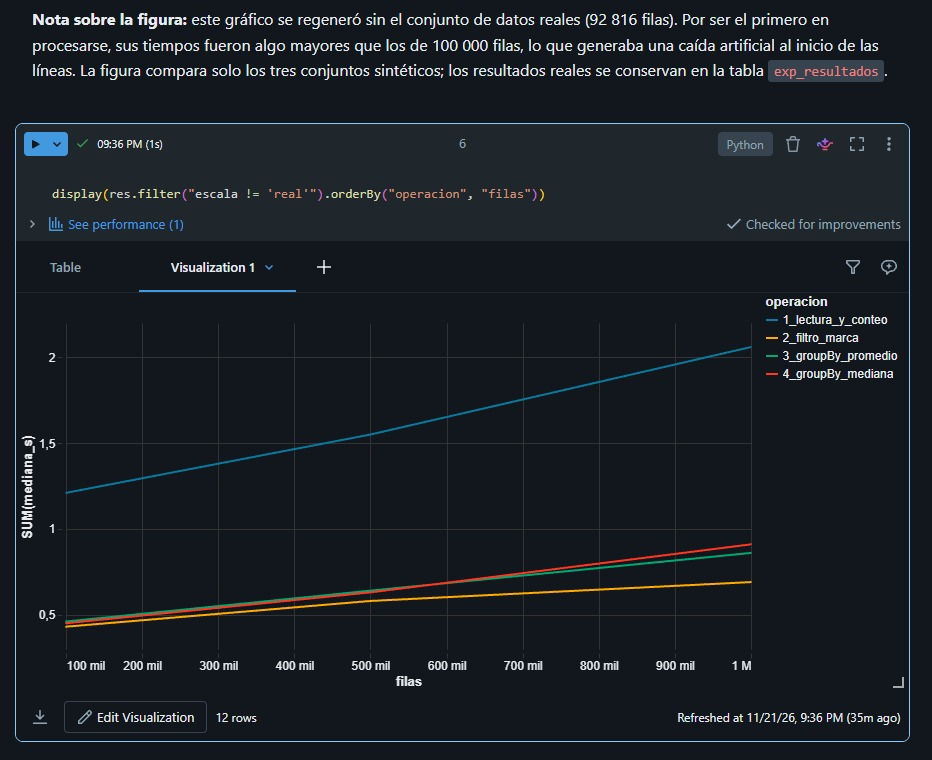 Nota sobre la figura: este gráfico se regeneró sin el conjunto de datos reales (92 816 filas). Por ser el primero en
procesarse, sus tiempos fueron algo mayores que los de 100 000 filas, lo que generaba una caída artificial al inicio de las
líneas. La figura compara solo los tres conjuntos sintéticos; los resultados reales se conservan en la tabla exp_resultados.
09:36 PM (1s)
6
Python
display(res.filter("escala != 'real'").orderBy("operacion", "filas"))
See performance (1)
Checked for improvements
Table
Visualization 1
operacion
1_lectura_y_conteo
2_filtro_marca
3_groupBy_promedio
4_groupBy_mediana
SUM(mediana_s)
2
1,5
1
0,5
100 mil 200 mil 300 mil 400 mil 500 mil 600 mil 700 mil 800 mil 900 mil 1 M
filas
Edit Visualization
12 rows
Refreshed at 11/21/26, 9:36 PM (35m ago)